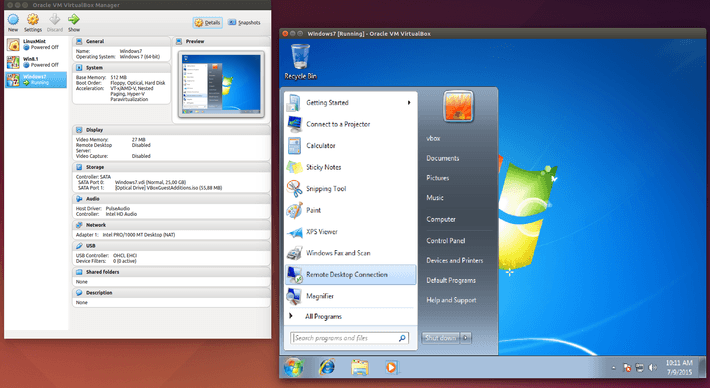 Oracle VM VirtualBox Manager
New
Settings
Discard
Show
Details
Snapshots
LinuxMint
Powered Off
Win8.1
Powered Off
Windows7
Running
General
Name: Windows7
Operating System: Windows 7 (64-bit)
Preview
System
Base Memory: 512 MB
Boot Order: Floppy, Optical, Hard Disk
Acceleration: VT-x/AMD-V, Nested
Paging, Hyper-V
Paravirtualization
Display
Video Memory: 27 MB
Remote Desktop Disabled
Server:
Video Capture: Disabled
Storage
Controller: SATA
SATA Port 0: Windows7.vdi (Normal, 25,00 GB)
SATA Port 1: [Optical Drive] VBoxGuestAdditions.iso (55,88 MB)
Audio
Host Driver: PulseAudio
Controller: Intel HD Audio
Network
Adapter 1: Intel PRO/1000 MT Desktop (NAT)
USB
USB Controller: OHCI, EHCI
Device Filters: 0 (0 active)
Shared folders
None
Description
None
Windows7 [Running] - Oracle VM VirtualBox
Recycle Bin
Getting Started
Connect to a Projector
Calculator
Sticky Notes
Snipping Tool
Paint
XPS Viewer
Windows Fax and Scan
Remote Desktop Connection
Magnifier
All Programs
Search programs and files
vbox
Documents
Pictures
Music
Computer
Control Panel
Devices and Printers
Default Programs
Help and Support
Shut down
10:11 AM
7/9/2015